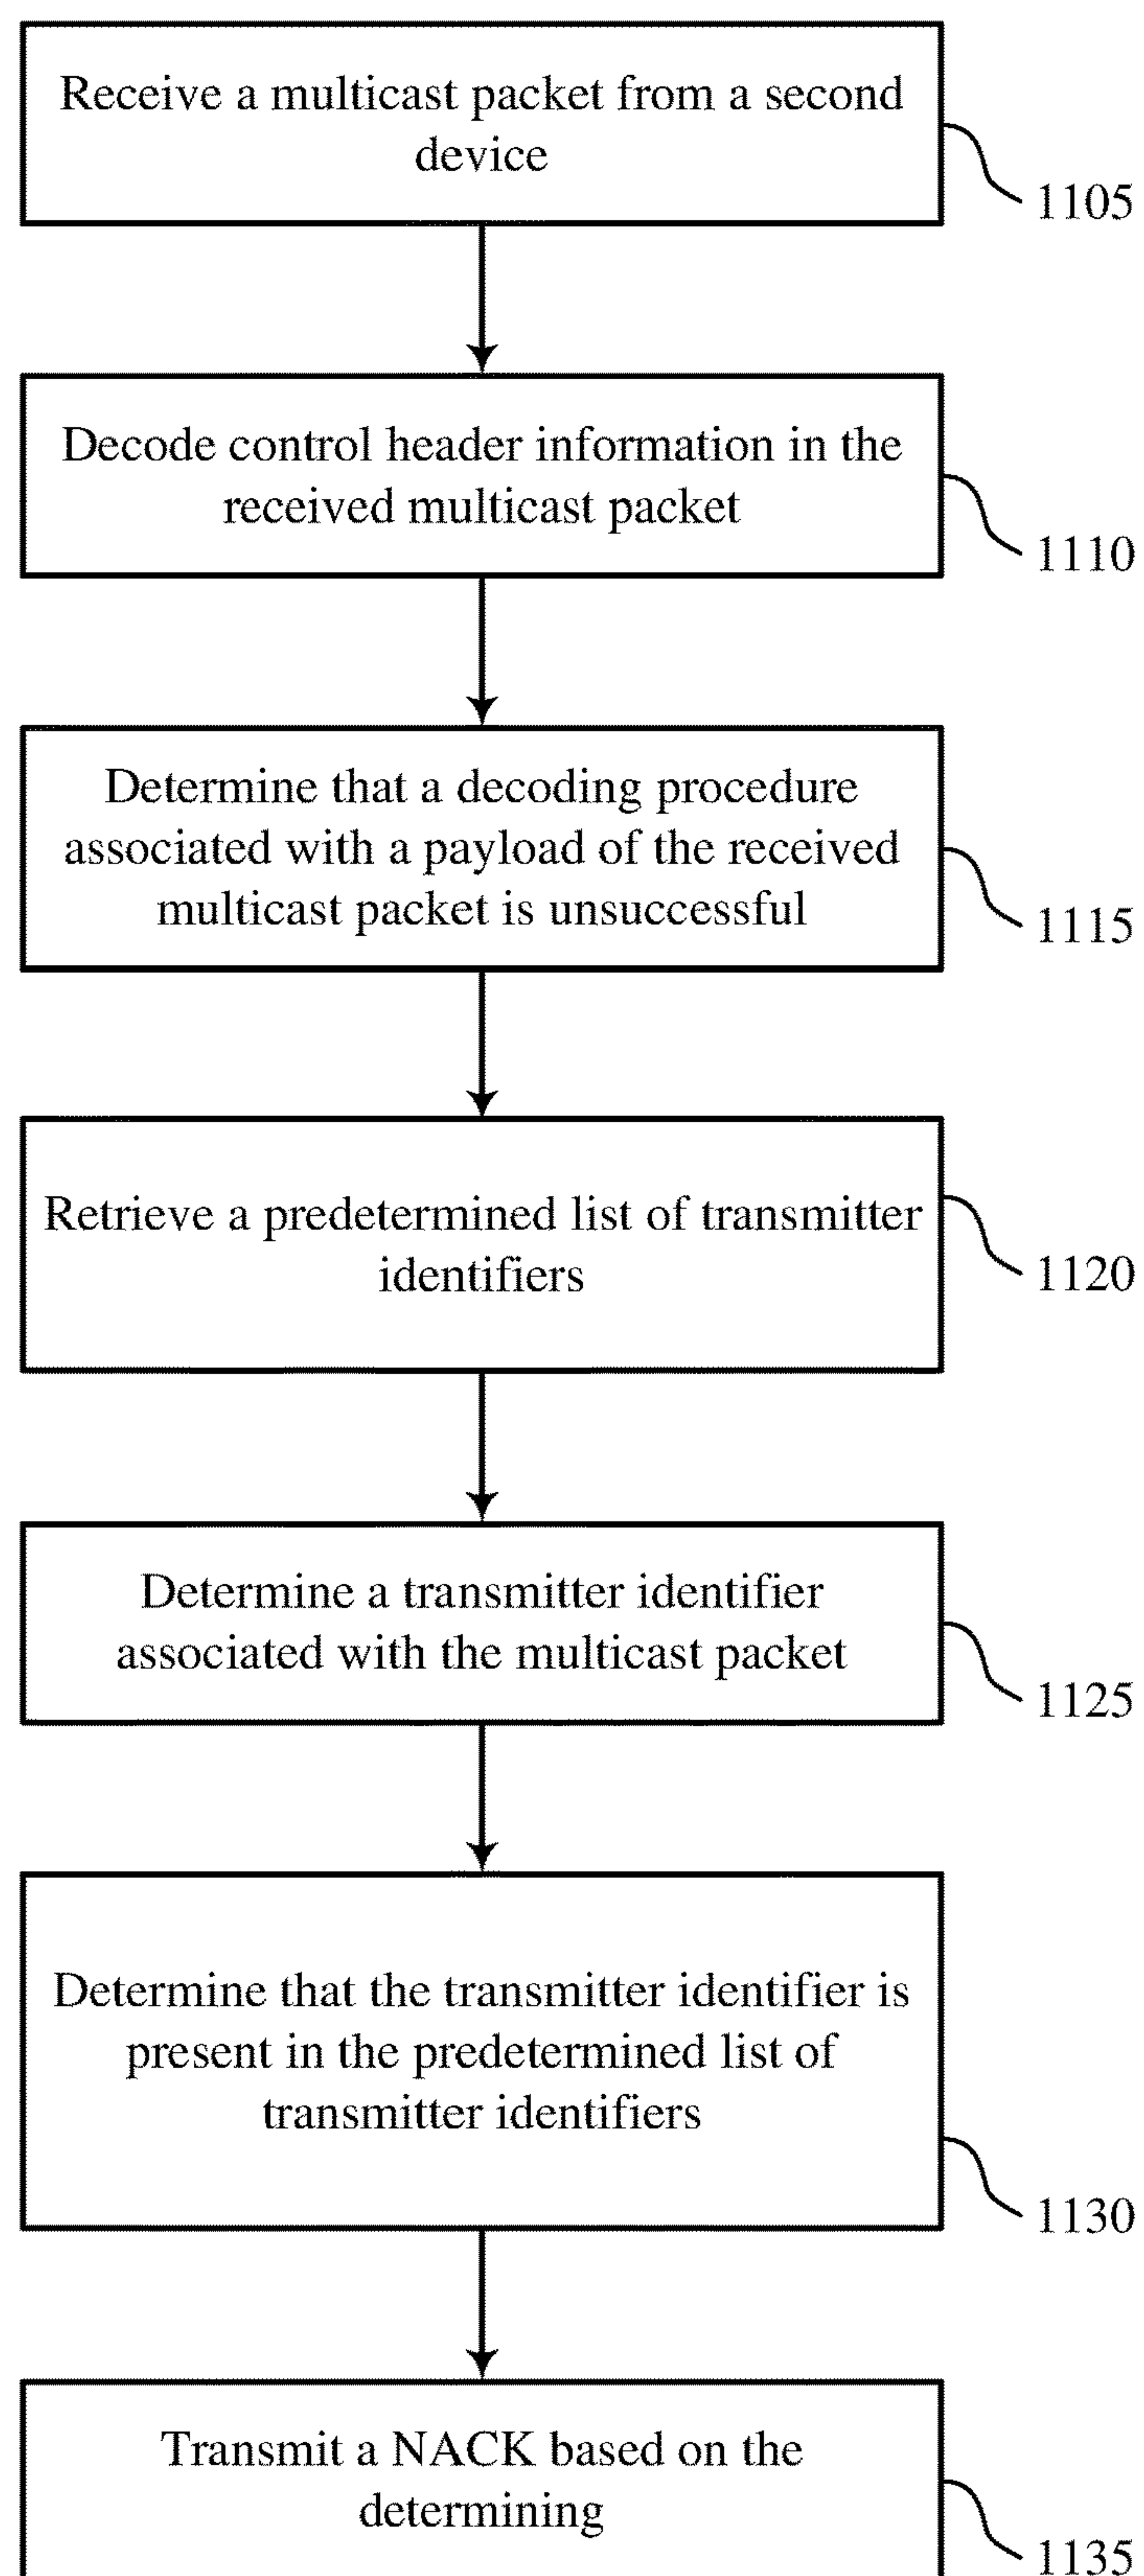 Receive a multicast packet from a second
device
1105
Decode control header information in the
received multicast packet
1110
Determine that a decoding procedure
associated with a payload of the received
multicast packet is unsuccessful
1115
Retrieve a predetermined list of transmitter
identifiers
1120
Determine a transmitter identifier
associated with the multicast packet
1125
Determine that the transmitter identifier is
present in the predetermined list of
transmitter identifiers
1130
Transmit a NACK based on the
determining
1135